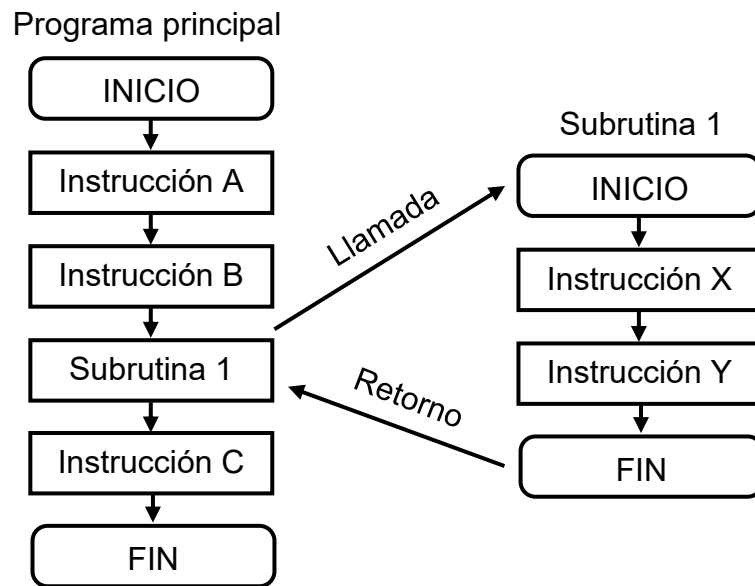 Programa principal
INICIO
Instrucción A
Instrucción B
Subrutina 1
Instrucción C
FIN
Llamada
Retorno
Subrutina 1
INICIO
Instrucción X
Instrucción Y
FIN